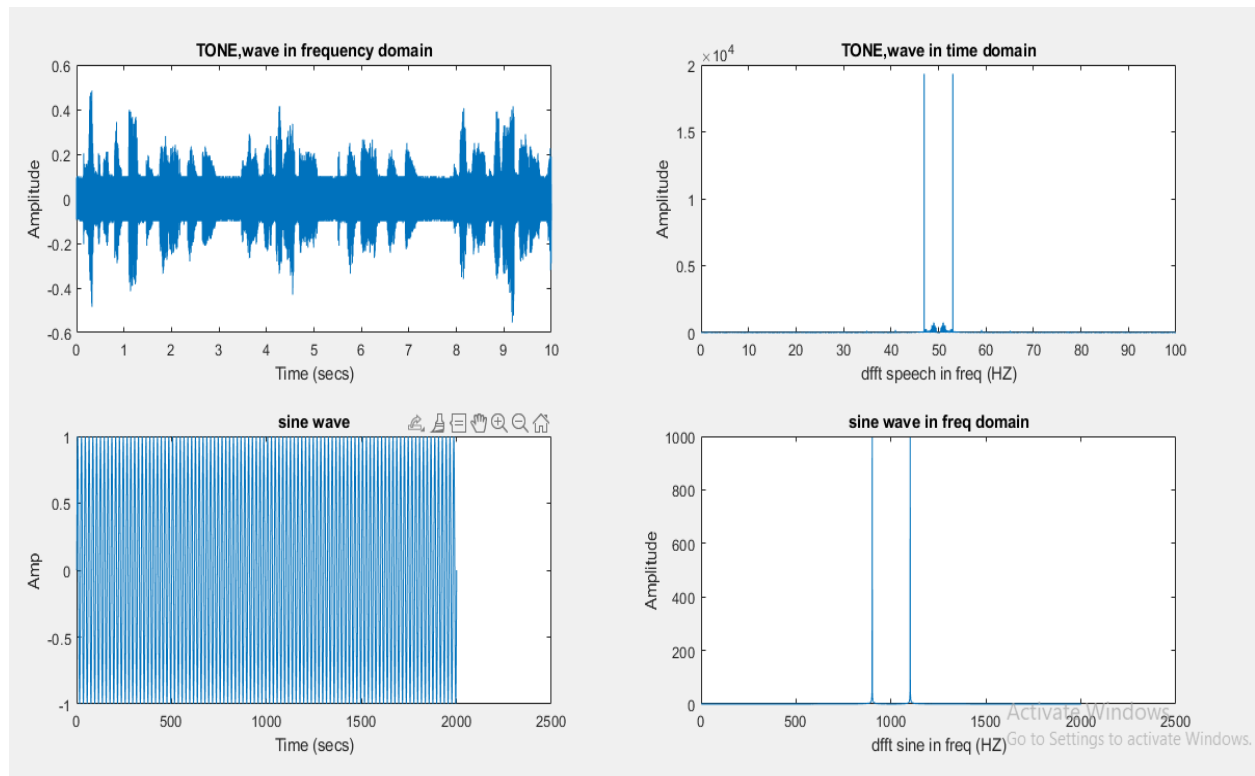 TONE,wave in frequency domain
0.6
0.4
0.2
0
-0.2
-0.4
-0.6
Amplitude
0 1 2 3 4 5 6 7 8 9 10
Time (secs)
TONE,wave in time domain
×10^4
2
1.5
1
0.5
0
Amplitude
0 10 20 30 40 50 60 70 80 90 100
dfft speech in freq (HZ)
sine wave
1
0.5
0
-0.5
-1
Amp
0 500 1000 1500 2000 2500
Time (secs)
sine wave in freq domain
1000
800
600
400
200
0
Amplitude
0 500 1000 1500 2000 2500
dfft sine in freq (HZ)
Activate Windows
Go to Settings to activate Windows.